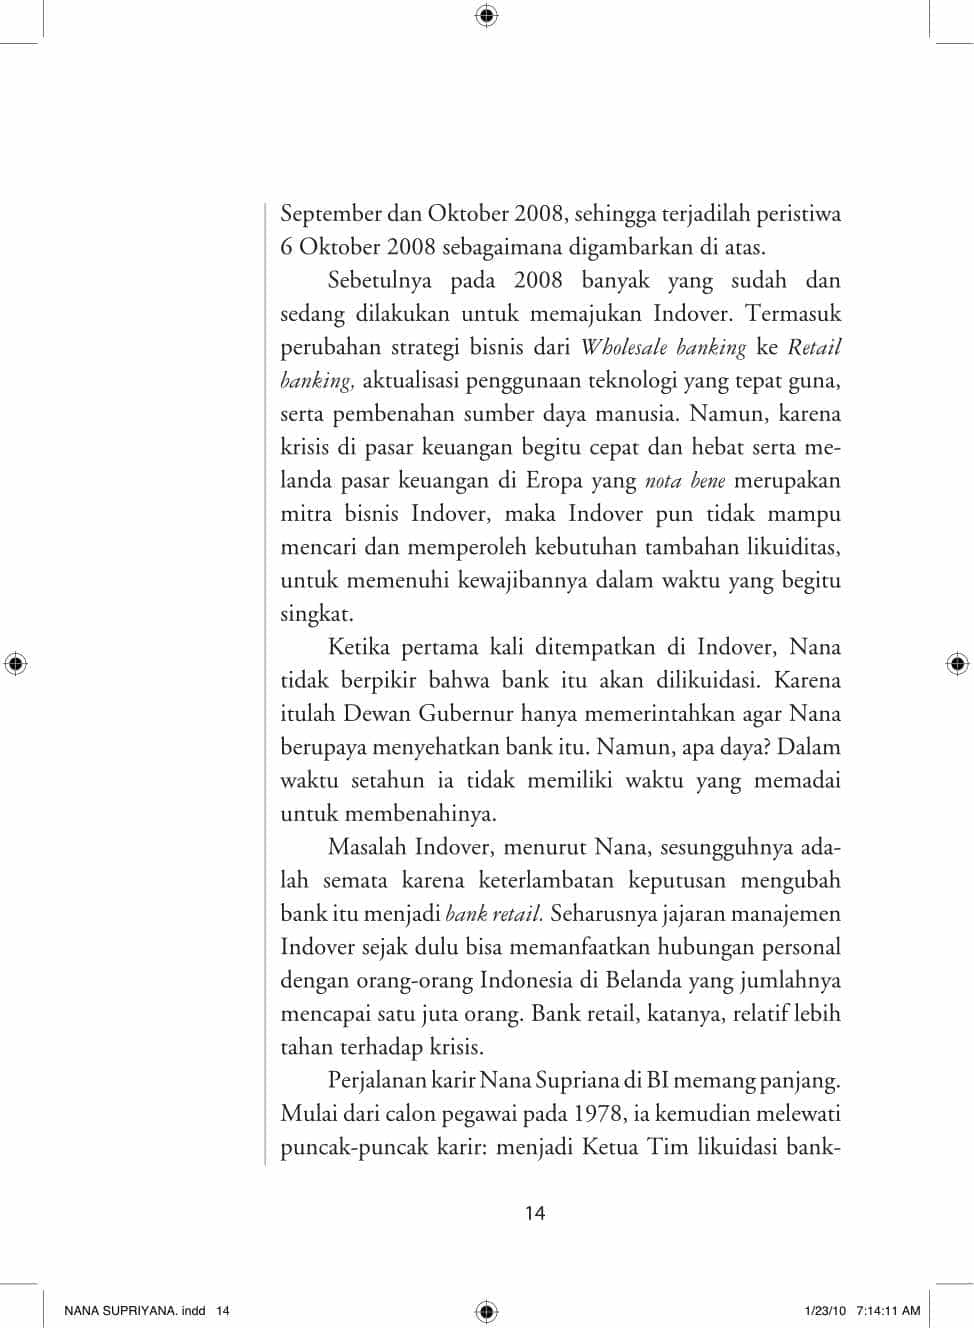 September dan Oktober 2008, sehingga terjadilah peristiwa
6 Oktober 2008 sebagaimana digambarkan di atas.
Sebetulnya pada 2008 banyak yang sudah dan
sedang dilakukan untuk memajukan Indover. Termasuk
perubahan strategi bisnis dari Wholesale banking ke Retail
banking, aktualisasi penggunaan teknologi yang tepat guna,
serta pembenahan sumber daya manusia. Namun, karena
krisis di pasar keuangan begitu cepat dan hebat serta me-
landa pasar keuangan di Eropa yang nota bene merupakan
mitra bisnis Indover, maka Indover pun tidak mampu
mencari dan memperoleh kebutuhan tambahan likuiditas,
untuk memenuhi kewajibannya dalam waktu yang begitu
singkat.
Ketika pertama kali ditempatkan di Indover, Nana
tidak berpikir bahwa bank itu akan dilikuidasi. Karena
itulah Dewan Gubernur hanya memerintahkan agar Nana
berupaya menyehatkan bank itu. Namun, apa daya? Dalam
waktu setahun ia tidak memiliki waktu yang memadai
untuk membenahinya.
Masalah Indover, menurut Nana, sesungguhnya ada-
lah semata karena keterlambatan keputusan mengubah
bank itu menjadi bank retail. Seharusnya jajaran manajemen
Indover sejak dulu bisa memanfaatkan hubungan personal
dengan orang-orang Indonesia di Belanda yang jumlahnya
mencapai satu juta orang. Bank retail, katanya, relatif lebih
tahan terhadap krisis.
Perjalanan karir Nana Supriana di BI memang panjang.
Mulai dari calon pegawai pada 1978, ia kemudian melewati
puncak-puncak karir: menjadi Ketua Tim likuidasi bank-
14
NANA SUPRIYANA. indd 14
1/23/10 7:14:11 AM